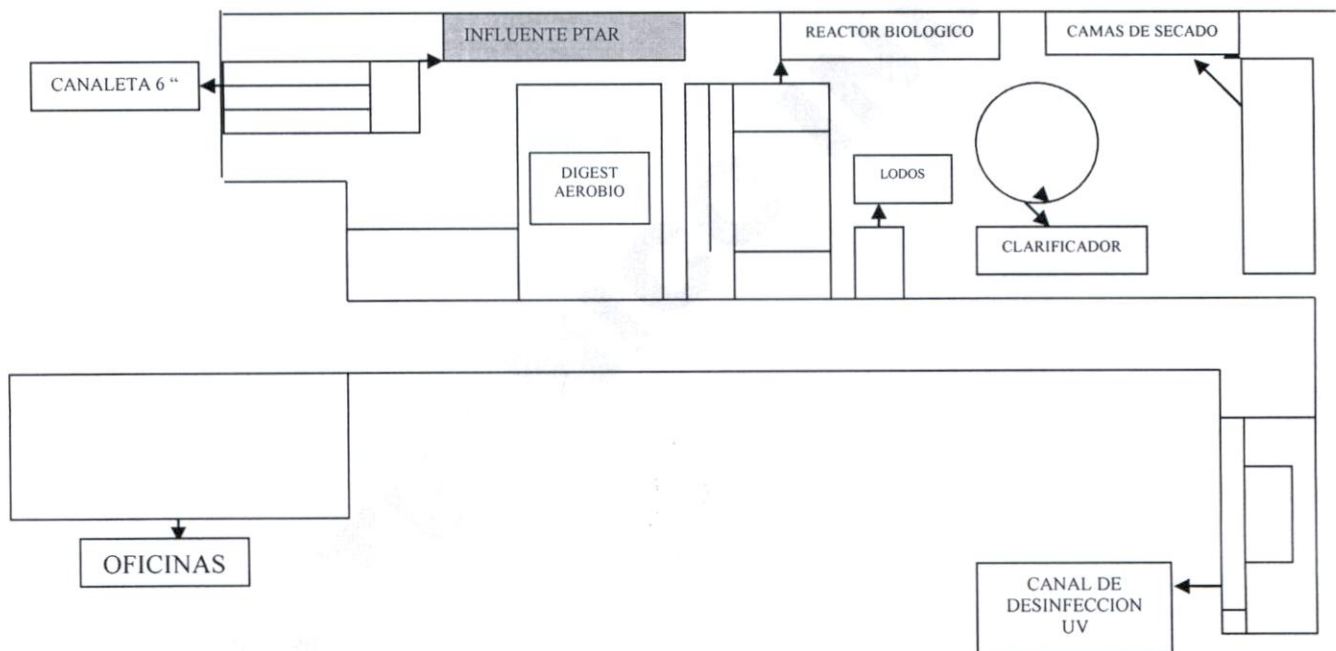 INFLUENTE PTAR
REACTOR BIOLOGICO
CAMAS DE SECADO
CANALETA 6 “
DIGEST
AEROBIO
LODOS
CLARIFICADOR
OFICINAS
CANAL DE
DESINFECCION
UV